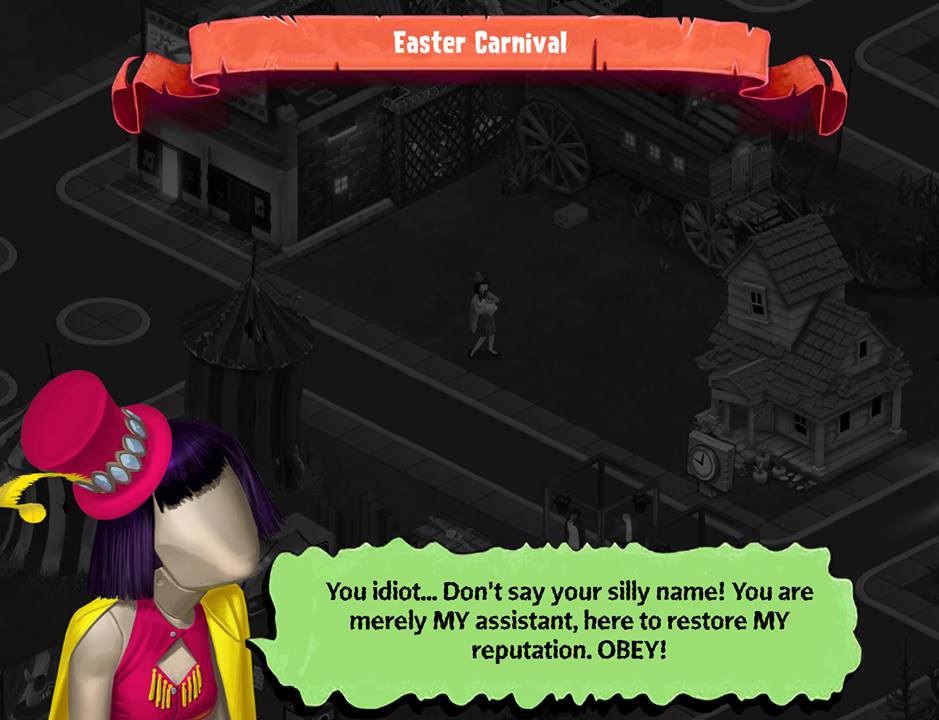 Easter Carnival
You idiot... Don't say your silly name! You are
merely MY assistant, here to restore MY
reputation. OBEY!